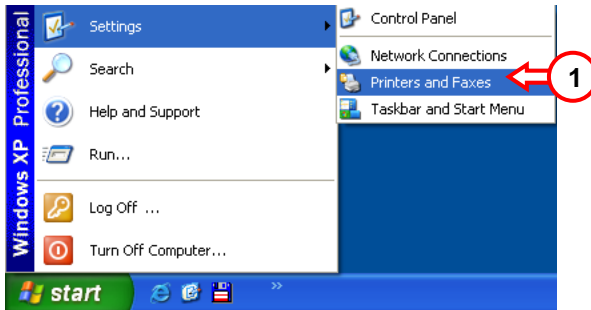 Windows XP Professional
Settings
Search
Help and Support
Run...
Log Off ...
Turn Off Computer...
Control Panel
Network Connections
Printers and Faxes
Taskbar and Start Menu
1
start
»